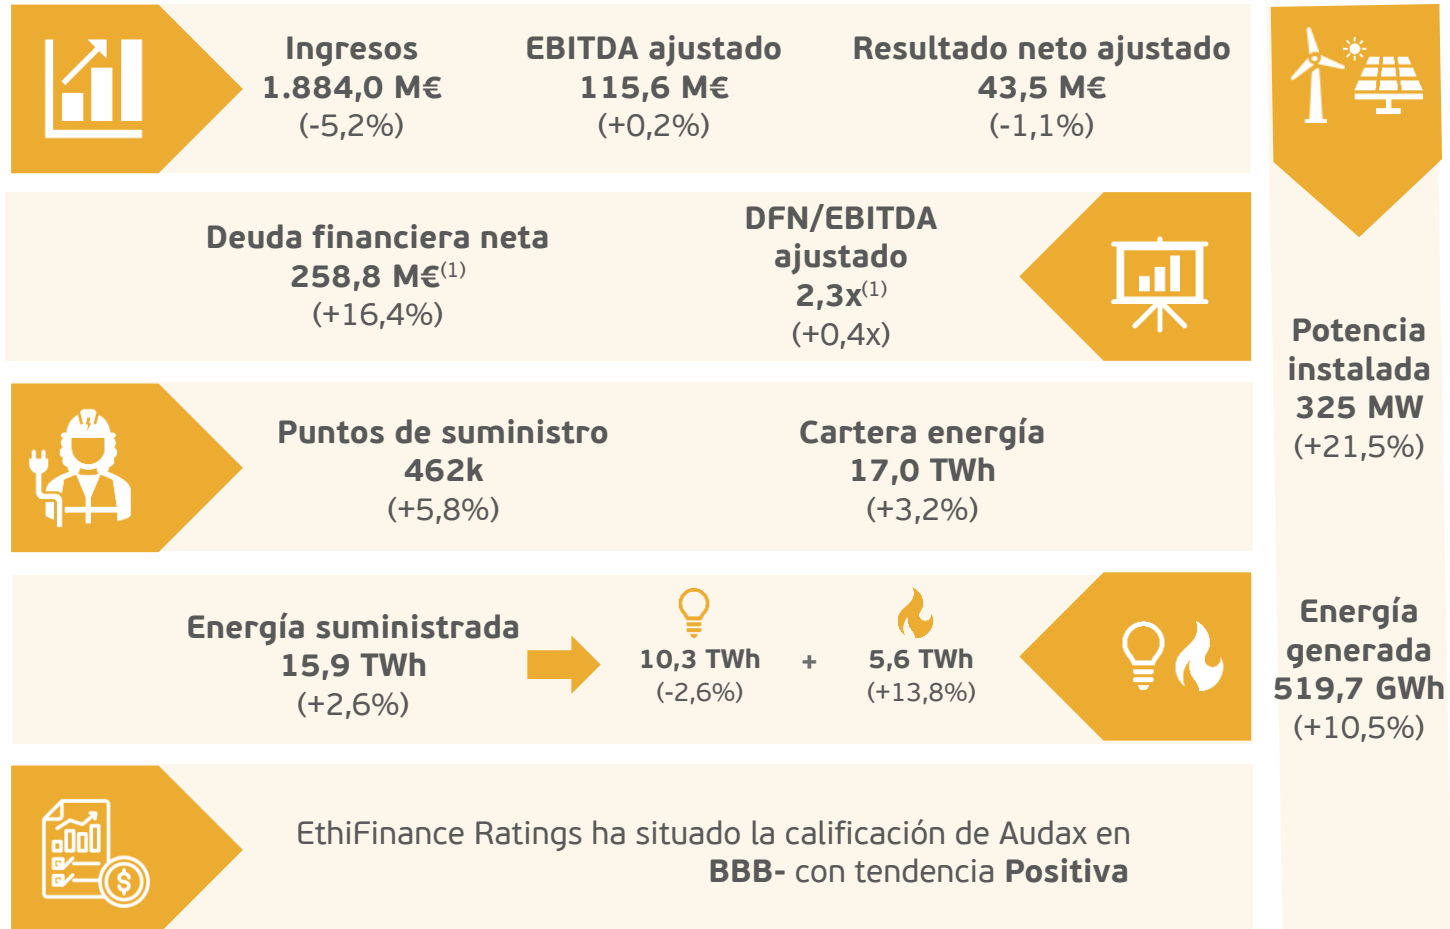 Ingresos
1.884,0 M€
(-5,2%)
EBITDA ajustado
115,6 M€
(+0,2%)
Resultado neto ajustado
43,5 M€
(-1,1%)
Deuda financiera neta
258,8 M€(1)
(+16,4%)
DFN/EBITDA
ajustado
2,3x(1)
(+0,4x)
Puntos de suministro
462k
(+5,8%)
Cartera energía
17,0 TWh
(+3,2%)
Energía suministrada
15,9 TWh
(+2,6%)
10,3 TWh
(-2,6%)
+
5,6 TWh
(+13,8%)
EthiFinance Ratings ha situado la calificación de Audax en
BBB- con tendencia Positiva
$
Potencia
instalada
325 MW
(+21,5%)
Energía
generada
519,7 GWh
(+10,5%)